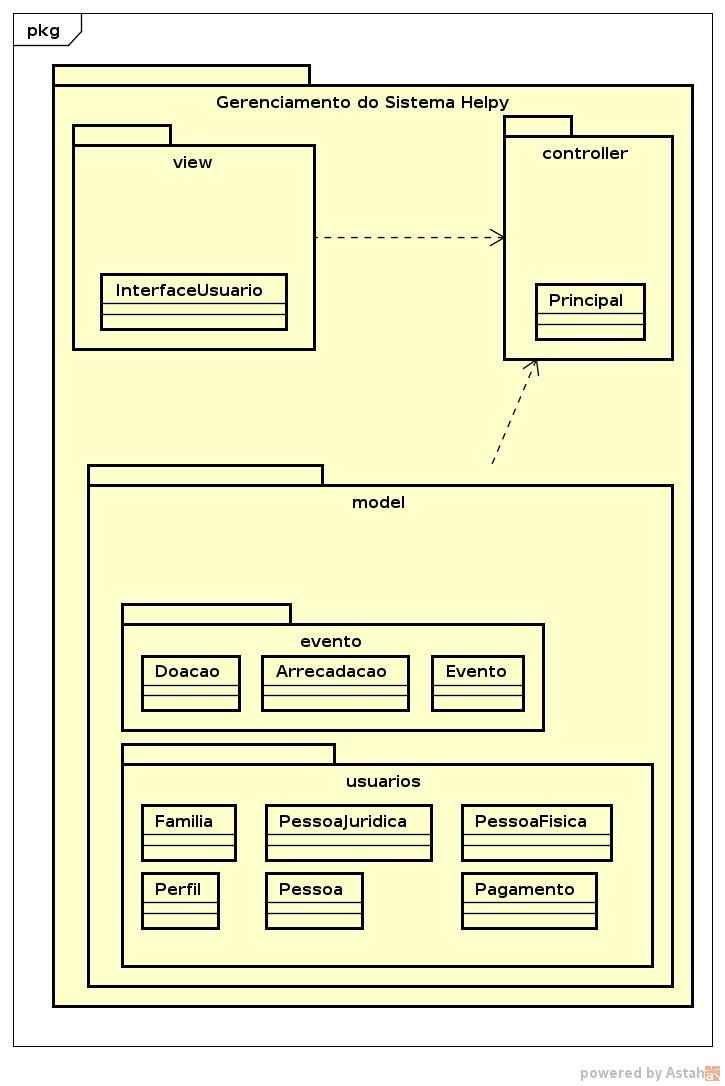 pkg
Gerenciamento do Sistema Helpy
view
controller
InterfaceUsuario
Principal
model
evento
Doacao
Arrecadacao
Evento
usuarios
Familia
PessoaJuridica
PessoaFisica
Perfil
Pessoa
Pagamento
powered by Astah